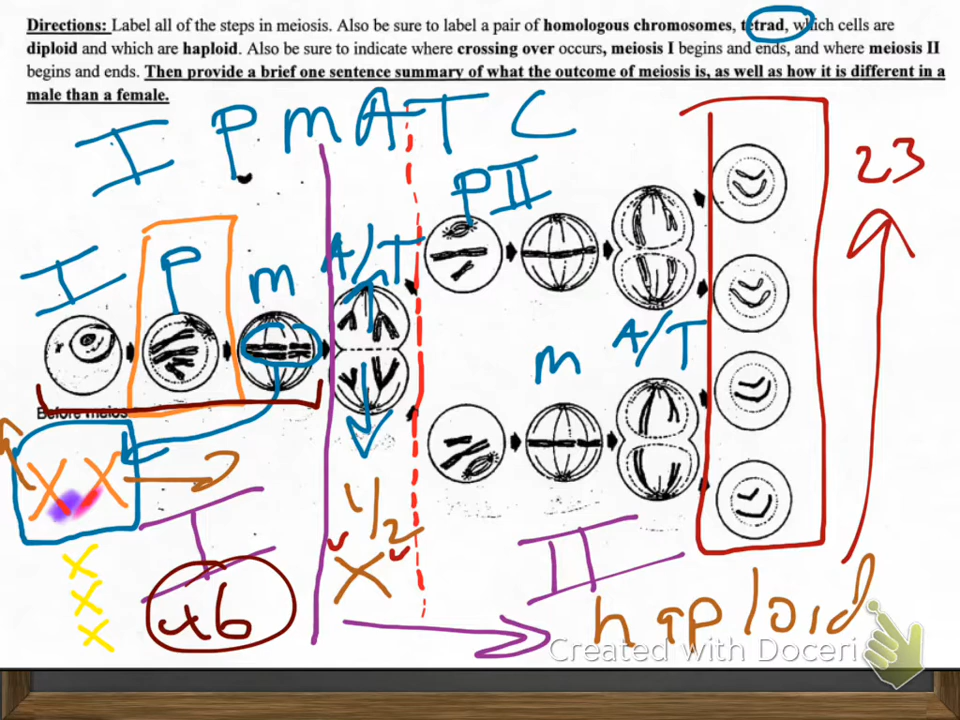 Directions: Label all of the steps in meiosis. Also be sure to label a pair of homologous chromosomes, tetrad, which cells are
diploid and which are haploid. Also be sure to indicate where crossing over occurs, meiosis I begins and ends, and where meiosis II
begins and ends. Then provide a brief one sentence summary of what the outcome of meiosis is, as well as how it is different in a
male than a female.
I P M A T C
23
P II
I P M A/T
M A/T
Before meios
X X
1/2
I
II
X
X
X
X
haploid
Created with Doceri